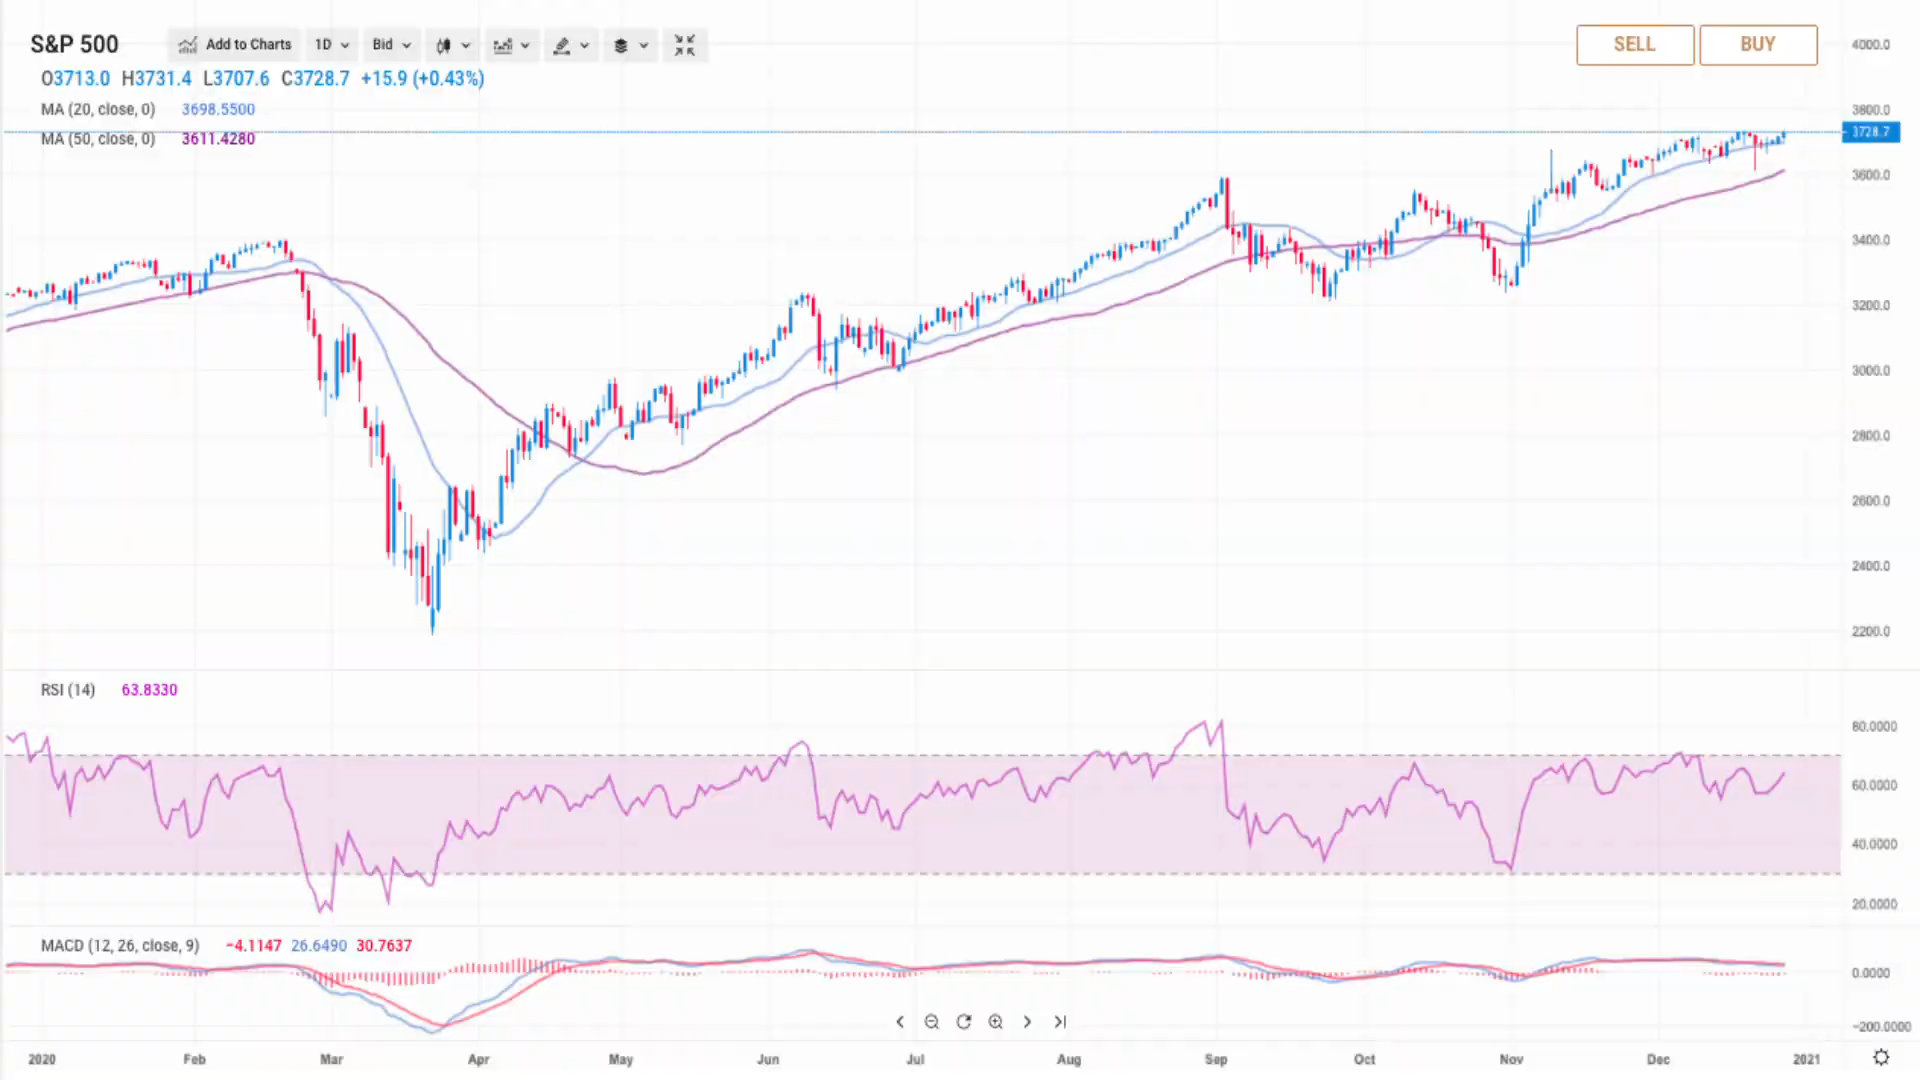 S&P 500 Add to Charts 1D Bid SELL BUY
O3713.0 H3731.4 L3707.6 C3728.7 +15.9 (+0.43%)
MA (20, close, 0) 3698.5500
MA (50, close, 0) 3611.4280
4000.0
3800.0
3728.7
3600.0
3400.0
3200.0
3000.0
2800.0
2600.0
2400.0
2200.0
RSI (14) 63.8330
80.0000
60.0000
40.0000
20.0000
MACD (12, 26, close, 9) −4.1147 26.6490 30.7637
0.0000
−200.0000
2020 Feb Mar Apr May Jun Jul Aug Sep Oct Nov Dec 2021